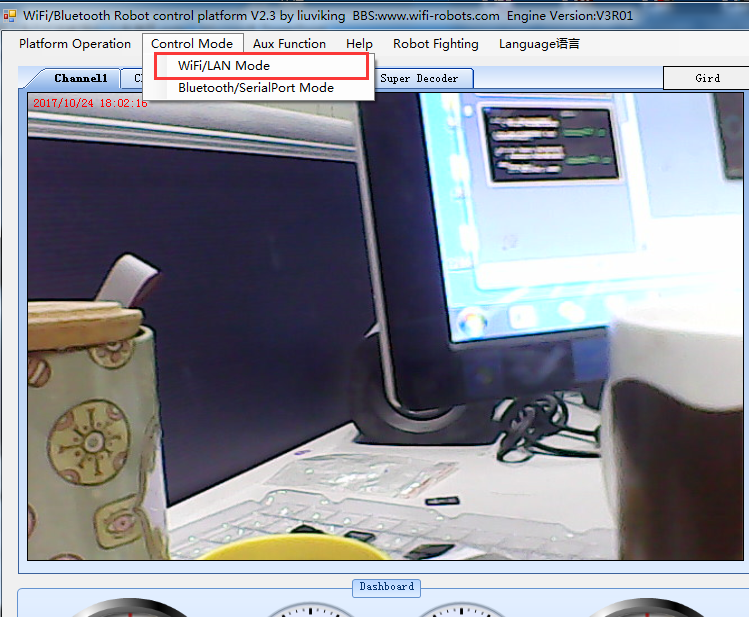 WiFi/Bluetooth Robot control platform V2.3 by liuviking BBS:www.wifi-robots.com Engine Version:V3R01
Platform Operation Control Mode Aux Function Help Robot Fighting Language语言
WiFi/LAN Mode
Bluetooth/SerialPort Mode
Channel1 Super Decoder Gird
2017/10/24 18:02:16
Dashboard